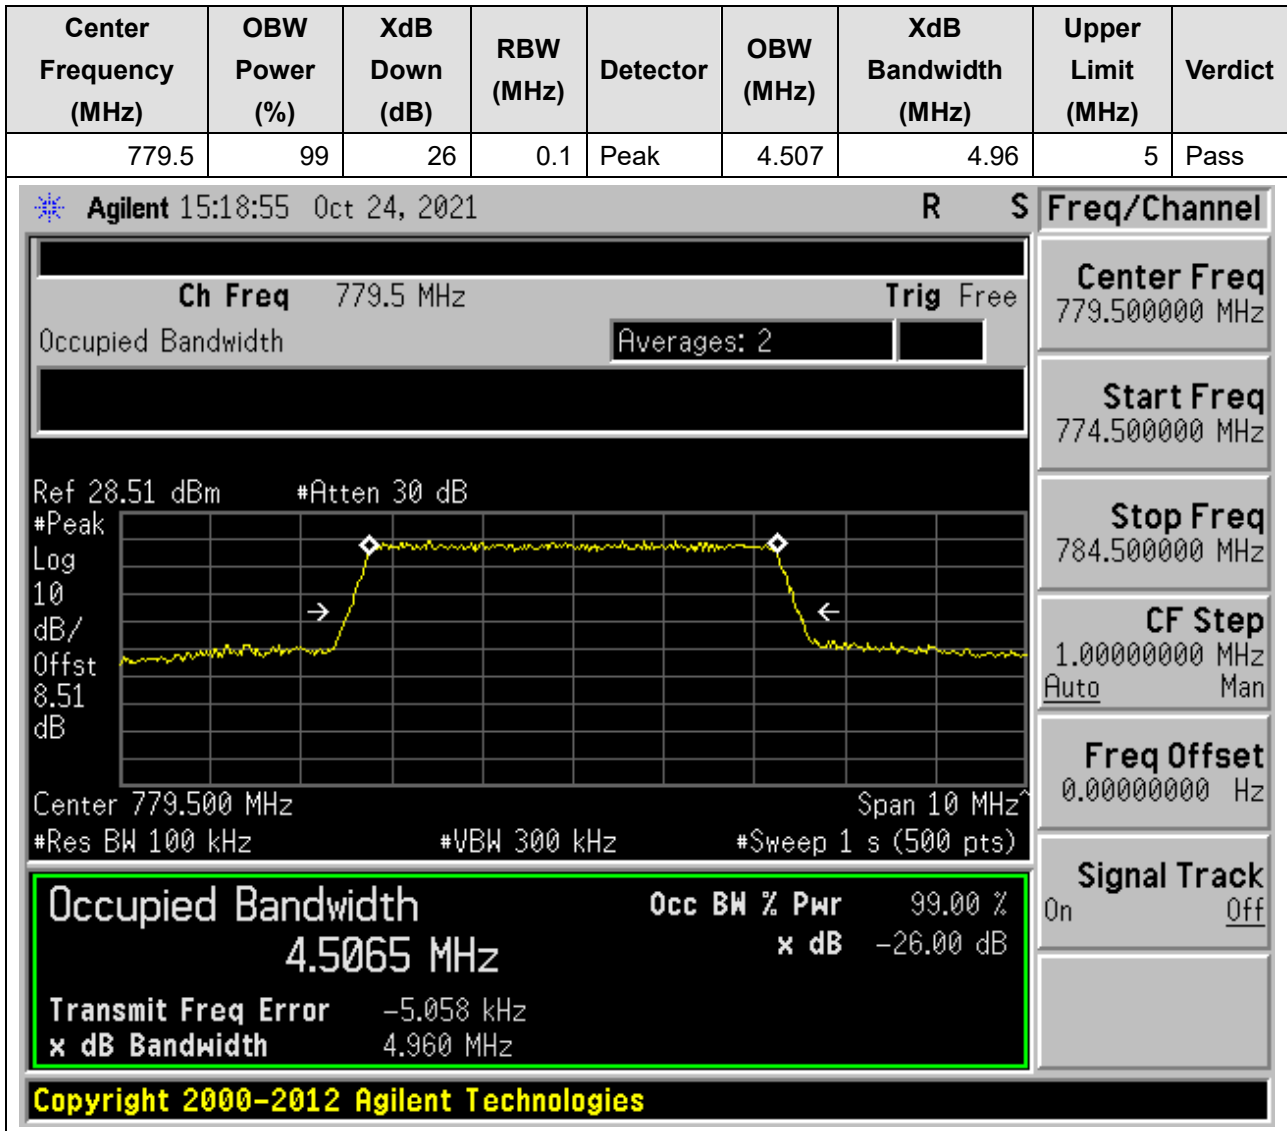 Center Frequency (MHz) OBW Power (%) XdB Down (dB) RBW (MHz) Detector OBW (MHz) XdB Bandwidth (MHz) Upper Limit (MHz) Verdict
779.5 99 26 0.1 Peak 4.507 4.96 5 Pass
Agilent 15:18:55 Oct 24, 2021 R S
Ch Freq 779.5 MHz Trig Free
Occupied Bandwidth Averages: 2
Ref 28.51 dBm #Atten 30 dB
#Peak
Log
10
dB/
Offst
8.51
dB
Center 779.500 MHz Span 10 MHz^
#Res BW 100 kHz #VBW 300 kHz #Sweep 1 s (500 pts)
Occupied Bandwidth Occ BW % Pwr 99.00 %
4.5065 MHz x dB -26.00 dB
Transmit Freq Error -5.058 kHz
x dB Bandwidth 4.960 MHz
Copyright 2000-2012 Agilent Technologies
Freq/Channel
Center Freq
779.500000 MHz
Start Freq
774.500000 MHz
Stop Freq
784.500000 MHz
CF Step
1.00000000 MHz
Auto Man
Freq Offset
0.00000000 Hz
Signal Track
On Off